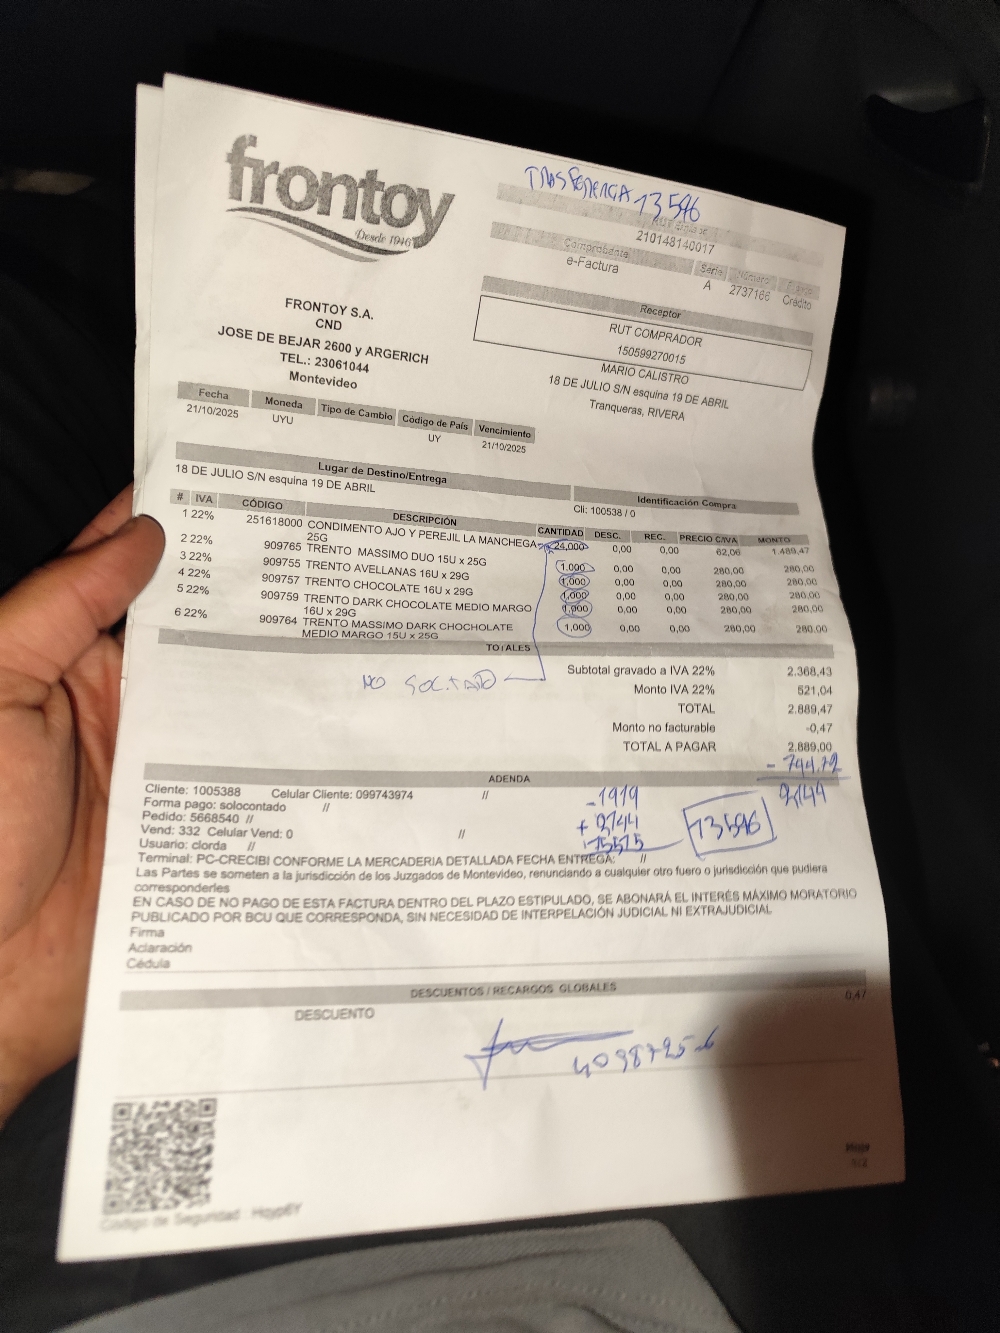 frontoy
Desde 1946
TRASFERENCIA 13596
RUT Emisor
210148140017
Comprobante Serie Número
e-Factura A 2737166 Crédito
Receptor
RUT COMPRADOR
150599270015
MARIO CALISTRO
18 DE JULIO S/N esquina 19 DE ABRIL
Tranqueras, RIVERA
FRONTOY S.A.
CND
JOSE DE BEJAR 2600 y ARGERICH
TEL.: 23061044
Montevideo
Fecha Moneda Tipo de Cambio Código de País Vencimiento
21/10/2025 UYU UY 21/10/2025
Lugar de Destino/Entrega Identificación Compra
18 DE JULIO S/N esquina 19 DE ABRIL Cli: 100538 / 0
# IVA CÓDIGO DESCRIPCIÓN CANTIDAD DESC. REC. PRECIO C/IVA MONTO
1 22% 251618000 CONDIMENTO AJO Y PEREJIL LA MANCHEGA 24,000 0,00 0,00 62,06 1.489,47
25G
2 22% 909765 TRENTO MASSIMO DUO 15U x 25G 1,000 0,00 0,00 280,00 280,00
3 22% 909755 TRENTO AVELLANAS 16U x 29G 1,000 0,00 0,00 280,00 280,00
4 22% 909757 TRENTO CHOCOLATE 16U x 29G 1,000 0,00 0,00 280,00 280,00
5 22% 909759 TRENTO DARK CHOCOLATE MEDIO MARGO 1,000 0,00 0,00 280,00 280,00
16U x 29G
6 22% 909764 TRENTO MASSIMO DARK CHOCHOLATE 1,000 0,00 0,00 280,00 280,00
MEDIO MARGO 15U x 25G
TOTALES
NO SOLICITADO
Subtotal gravado a IVA 22% 2.368,43
Monto IVA 22% 521,04
TOTAL 2.889,47
Monto no facturable -0,47
TOTAL A PAGAR 2.889,00
- 744.72
2144
ADENDA
Cliente: 1005388 Celular Cliente: 099743974 //
Forma pago: solocontado //
Pedido: 5668540 //
Vend: 332 Celular Vend: 0 //
Usuario: clorda //
- 1979
+ 2144
15575
13596
Terminal: PC-CRECIBI CONFORME LA MERCADERIA DETALLADA FECHA ENTREGA: //
Las Partes se someten a la jurisdicción de los Juzgados de Montevideo, renunciando a cualquier otro fuero o jurisdicción que pudiera
corresponderles
EN CASO DE NO PAGO DE ESTA FACTURA DENTRO DEL PLAZO ESTIPULADO, SE ABONARÁ EL INTERÉS MÁXIMO MORATORIO
PUBLICADO POR BCU QUE CORRESPONDA, SIN NECESIDAD DE INTERPELACIÓN JUDICIAL NI EXTRAJUDICIAL
Firma
Aclaración
Cédula
DESCUENTOS / RECARGOS GLOBALES
DESCUENTO 0,47
4098725-6
Código de Seguridad :